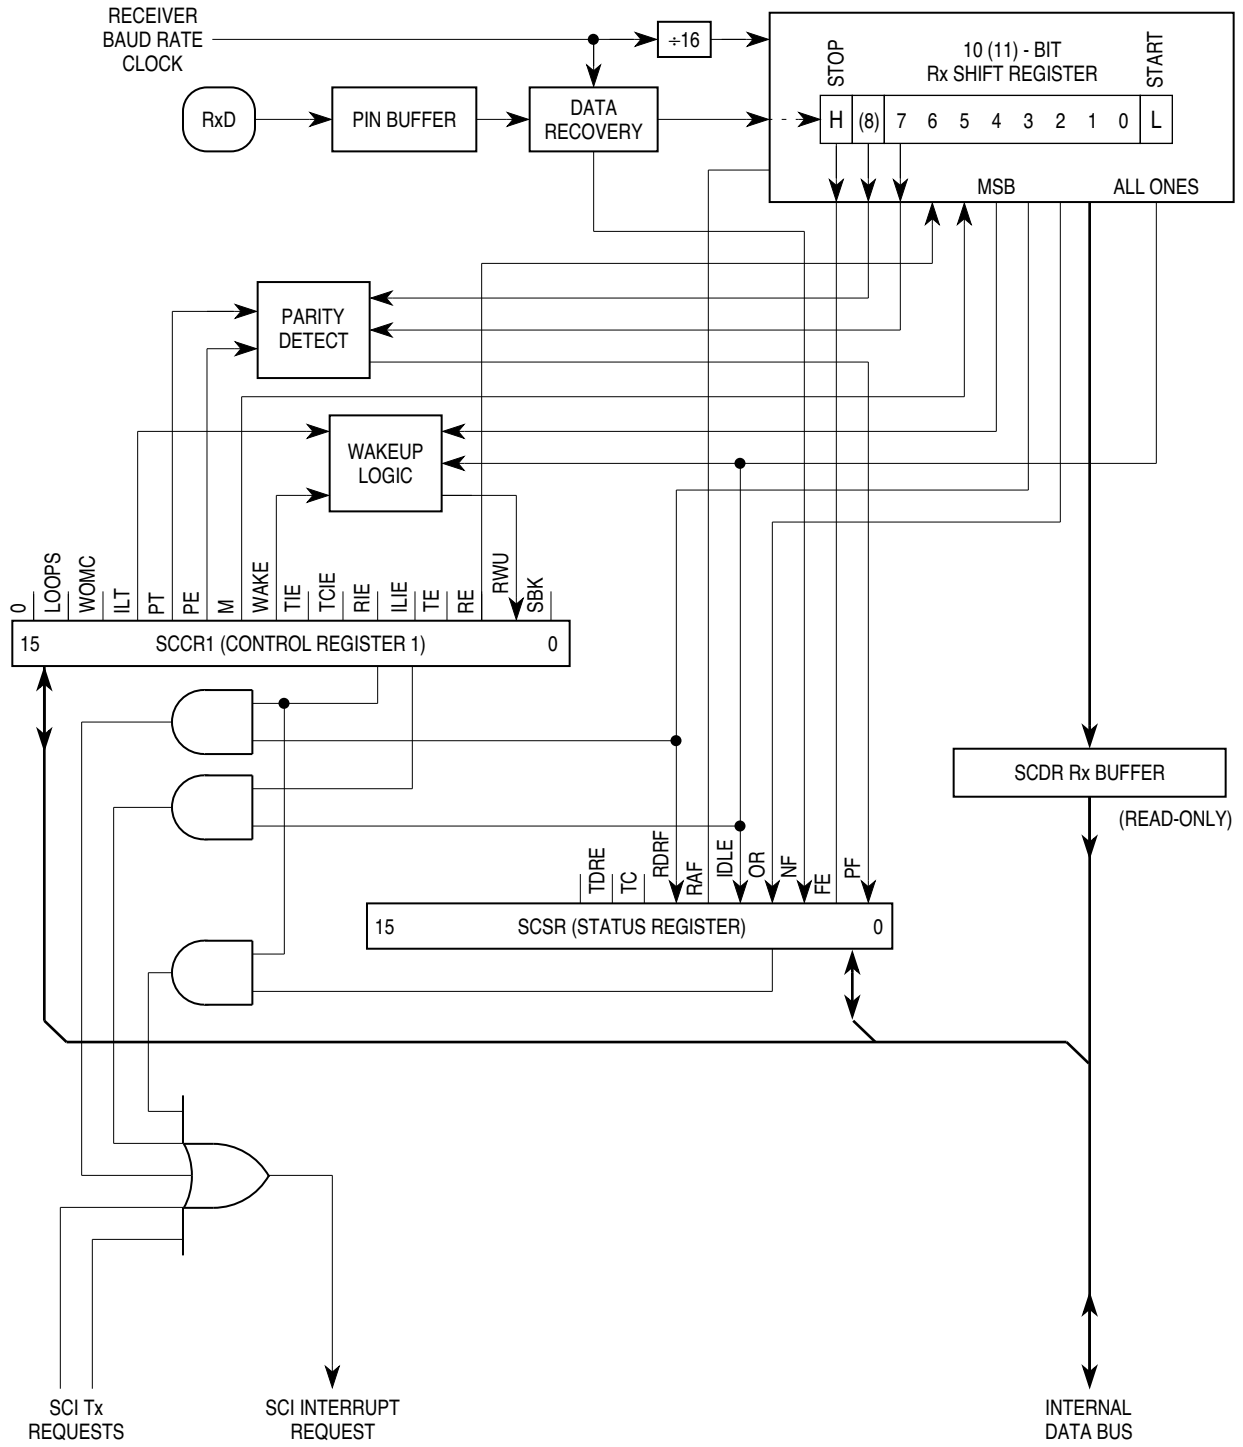 RECEIVER
BAUD RATE
CLOCK
÷16
STOP
10 (11) - BIT
Rx SHIFT REGISTER
START
RxD
PIN BUFFER
DATA
RECOVERY
H (8) 7 6 5 4 3 2 1 0 L
MSB
ALL ONES
PARITY
DETECT
WAKEUP
LOGIC
0
LOOPS
WOMC
ILT
PT
PE
M
WAKE
TIE
TCIE
RIE
ILIE
TE
RE
RWU
SBK
15 SCCR1 (CONTROL REGISTER 1) 0
SCDR Rx BUFFER
(READ-ONLY)
TDRE
TC
RDRF
RAF
IDLE
OR
NF
FE
PF
15 SCSR (STATUS REGISTER) 0
SCI Tx
REQUESTS
SCI INTERRUPT
REQUEST
INTERNAL
DATA BUS